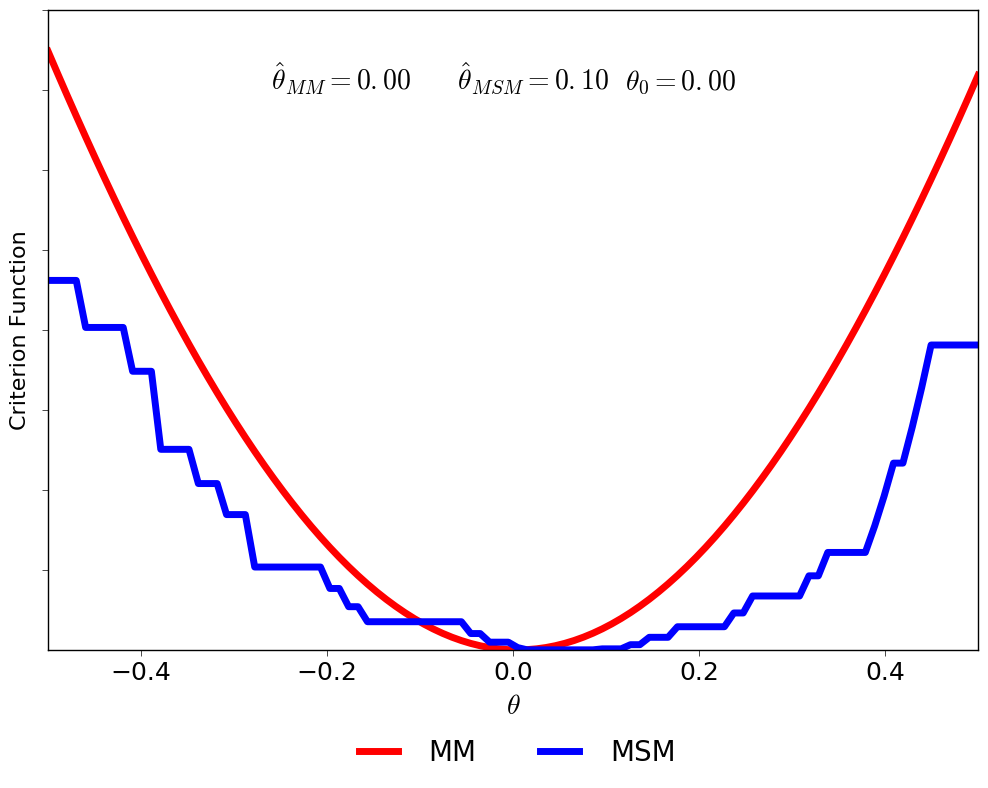 θ̂_MM = 0.00 θ̂_MSM = 0.10 θ_0 = 0.00
Criterion Function
−0.4 −0.2 0.0 0.2 0.4
θ
MM MSM